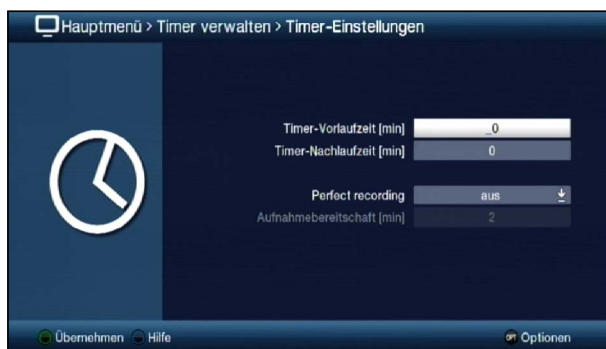 Hauptmenü > Timer verwalten > Timer-Einstellungen
Timer-Vorlaufzeit [min] _0
Timer-Nachlaufzeit [min] 0
Perfect recording aus
Aufnahmebereitschaft [min] 2
Übernehmen Hilfe OPT Optionen